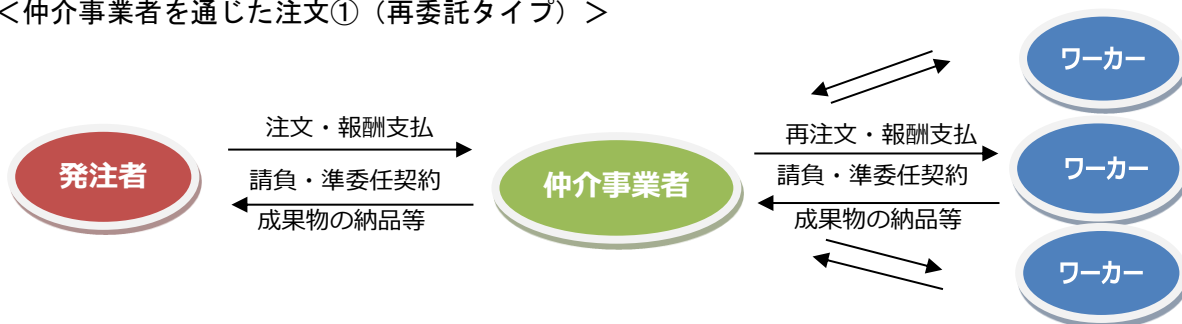 ＜仲介事業者を通じた注文①（再委託タイプ）＞
発注者
注文・報酬支払
請負・準委任契約
成果物の納品等
仲介事業者
再注文・報酬支払
請負・準委任契約
成果物の納品等
ワーカー
ワーカー
ワーカー